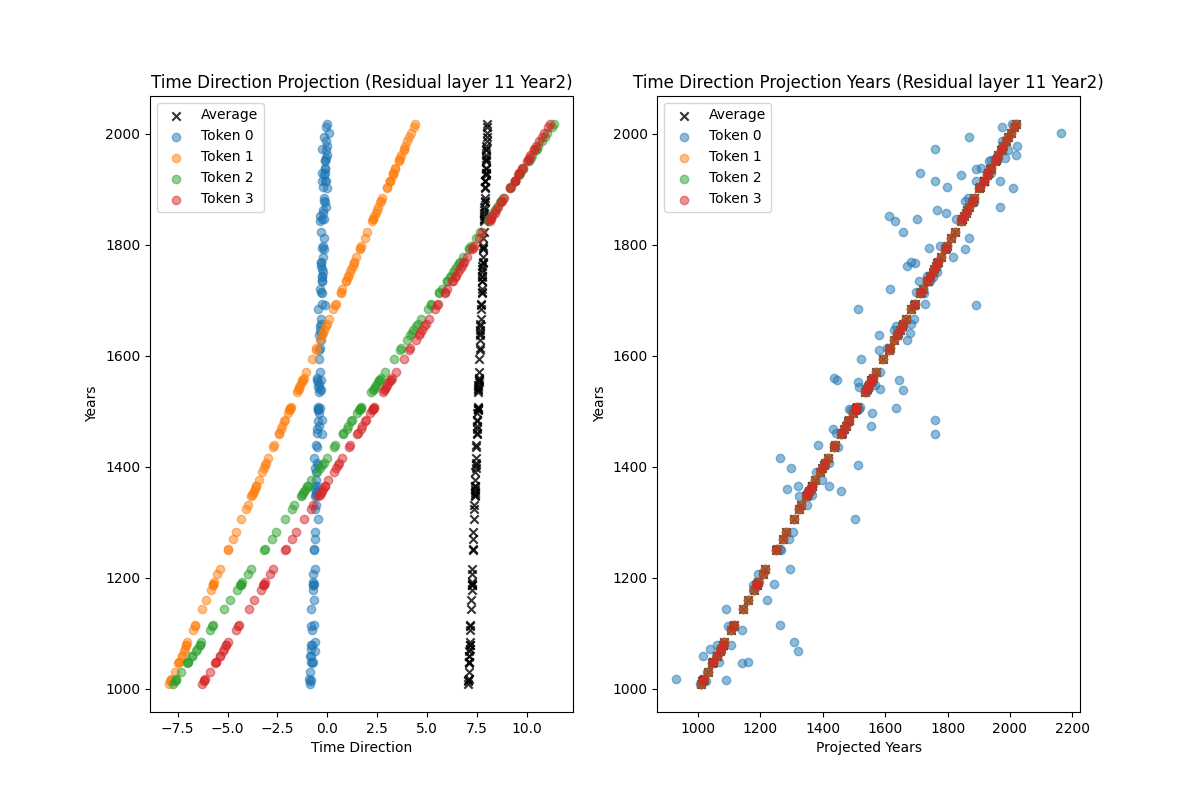 Time Direction Projection (Residual layer 11 Year2)
Average
Token 0
Token 1
Token 2
Token 3
2000
1800
1600
1400
1200
1000
Years
−7.5 −5.0 −2.5 0.0 2.5 5.0 7.5 10.0
Time Direction
Time Direction Projection Years (Residual layer 11 Year2)
Average
Token 0
Token 1
Token 2
Token 3
2000
1800
1600
1400
1200
1000
Years
1000 1200 1400 1600 1800 2000 2200
Projected Years